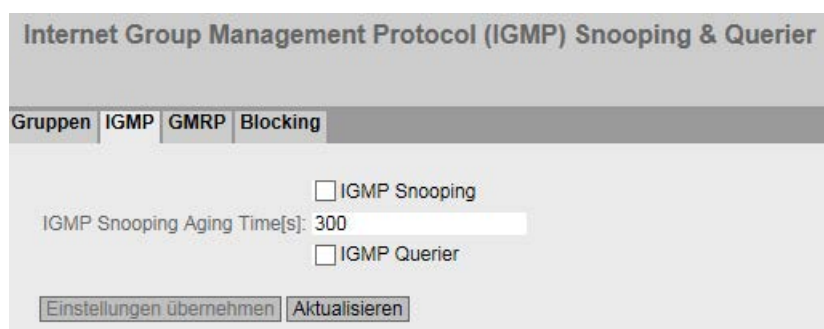 Internet Group Management Protocol (IGMP) Snooping & Querier
Gruppen IGMP GMRP Blocking
IGMP Snooping
IGMP Snooping Aging Time[s]: 300
IGMP Querier
Einstellungen übernehmen Aktualisieren